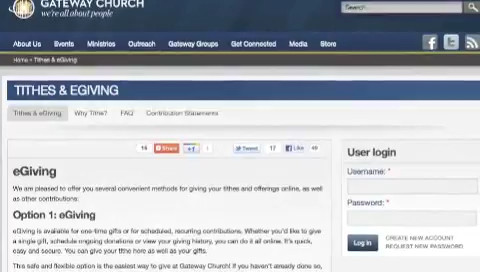 GATEWAY CHURCH
we're all about people
Search
About Us Events Ministries Outreach Gateway Groups Get Connected Media Store
Home » Tithes & eGiving
TITHES & EGIVING
Tithes & eGiving Why Tithe? FAQ Contribution Statements
14 Share +1 Tweet 17 Like
eGiving
We are pleased to offer you several convenient methods for giving your tithes and offerings online, as well
as other contributions:
Option 1: eGiving
eGiving is available for one-time gifts or for scheduled, recurring contributions. Whether you'd like to give
a single gift, schedule ongoing donations or view your giving history, you can do it all online. It's quick,
easy and secure. You can give your tithe here as well as your gifts.
This safe and flexible option is the easiest way to give at Gateway Church! If you haven't already done so,
User login
Username: *
Password: *
Log in
CREATE NEW ACCOUNT
REQUEST NEW PASSWORD